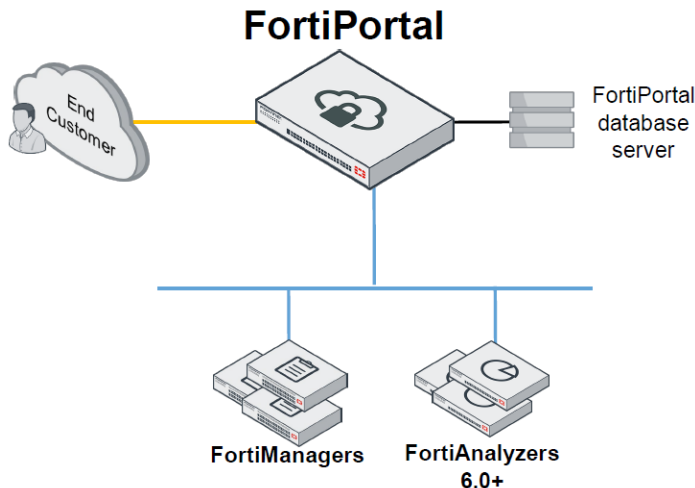 FortiPortal
End
Customer
FortiPortal
database
server
FortiManagers
FortiAnalyzers
6.0+